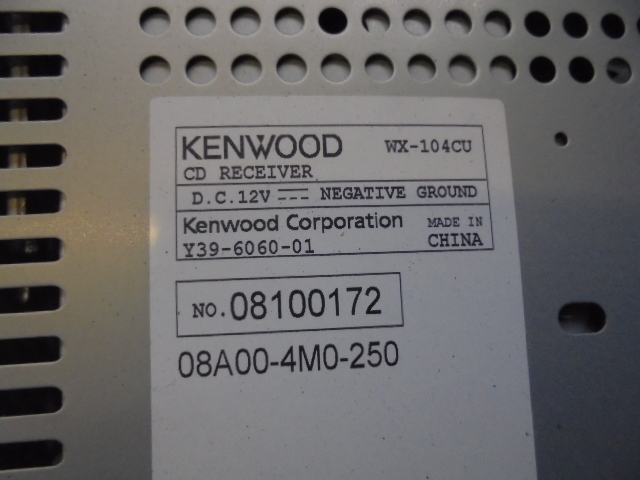 KENWOOD WX-104CU
CD RECEIVER
D.C.12V ⎓ NEGATIVE GROUND
Kenwood Corporation MADE IN
Y39-6060-01 CHINA
NO. 08100172
08A00-4M0-250